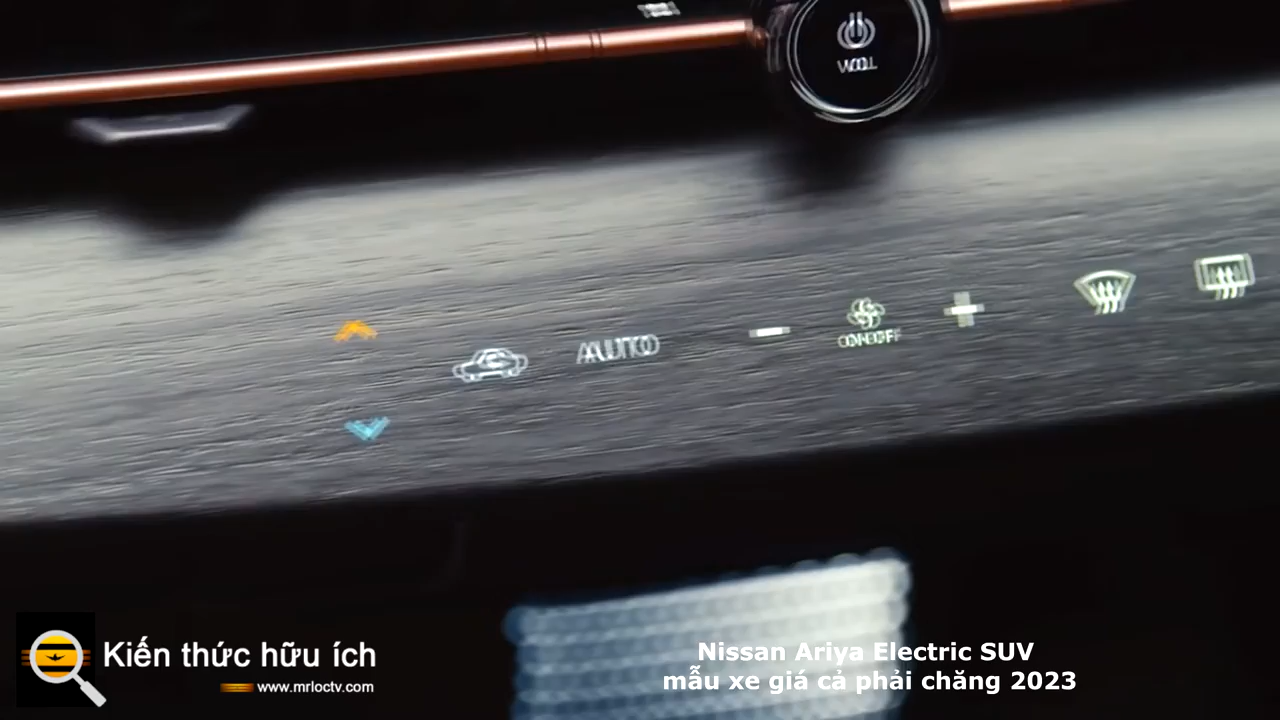 VOL
AUTO
ON·OFF
Kiến thức hữu ích
www.mrloctv.com
Nissan Ariya Electric SUV
mẫu xe giá cả phải chăng 2023